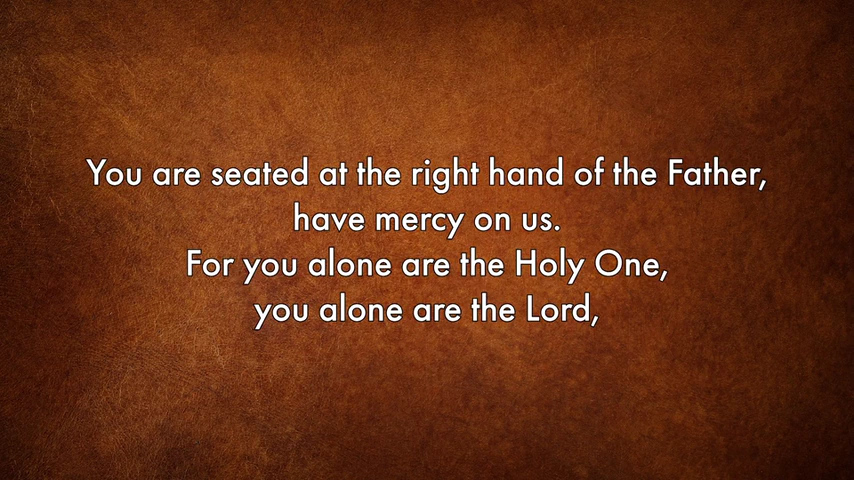 You are seated at the right hand of the Father,
have mercy on us.
For you alone are the Holy One,
you alone are the Lord,